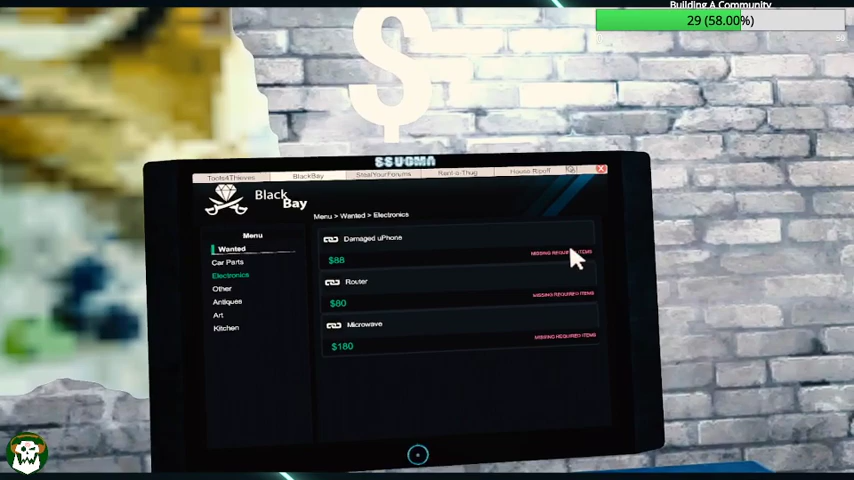 Building A Community
29 (58.00%)
$
SSUGMA
Tools4Thieves BlackBay StealYourForums Rent a Thug House Ripoff
Black
Bay
Menu > Wanted > Electronics
Menu
Wanted
Car Parts
Electronics
Other
Antiques
Art
Kitchen
Damaged uPhone
$88 MISSING REQUIRED ITEMS
Router
$80 MISSING REQUIRED ITEMS
Microwave
$180 MISSING REQUIRED ITEMS